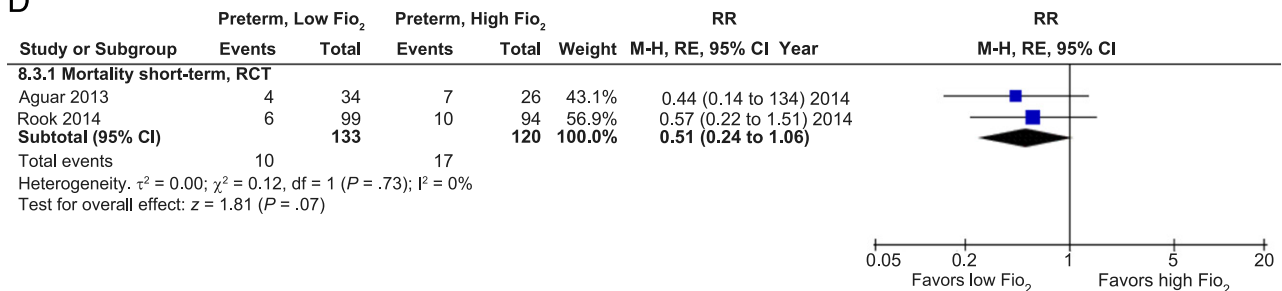 D
Preterm, Low Fio2 Preterm, High Fio2 RR RR
Study or Subgroup Events Total Events Total Weight M-H, RE, 95% CI Year M-H, RE, 95% CI
8.3.1 Mortality short-term, RCT
Aguar 2013 4 34 7 26 43.1% 0.44 (0.14 to 134) 2014
Rook 2014 6 99 10 94 56.9% 0.57 (0.22 to 1.51) 2014
Subtotal (95% CI) 133 120 100.0% 0.51 (0.24 to 1.06)
Total events 10 17
Heterogeneity. τ² = 0.00; χ² = 0.12, df = 1 (P = .73); I² = 0%
Test for overall effect: z = 1.81 (P = .07)
0.05 0.2 1 5 20
Favors low Fio2 Favors high Fio2